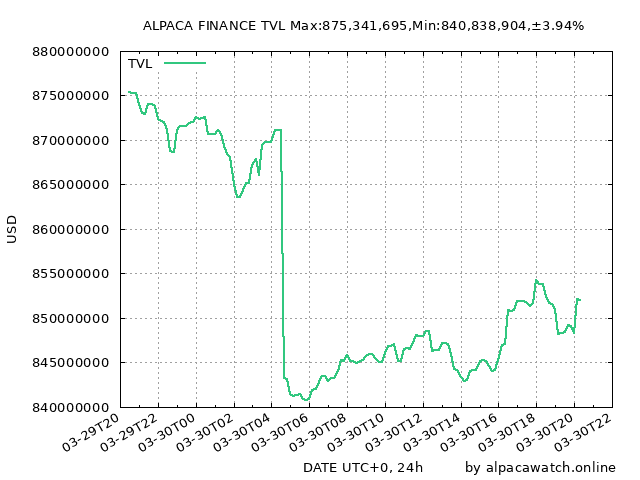 ALPACA FINANCE TVL Max:875,341,695,Min:840,838,904,±3.94%
TVL
880000000
875000000
870000000
865000000
860000000
855000000
850000000
845000000
840000000
USD
03-29T20
03-29T22
03-30T00
03-30T02
03-30T04
03-30T06
03-30T08
03-30T10
03-30T12
03-30T14
03-30T16
03-30T18
03-30T20
03-30T22
DATE UTC+0, 24h
by alpacawatch.online